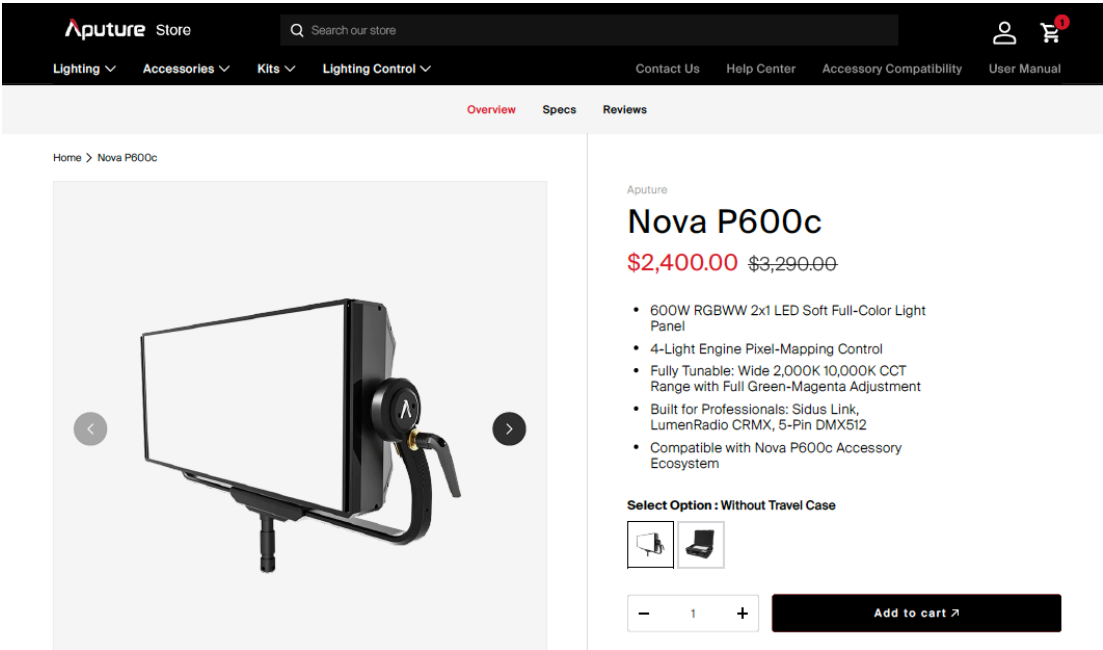 Aputure Store
Search our store
1
Lighting
Accessories
Kits
Lighting Control
Contact Us
Help Center
Accessory Compatibility
User Manual
Overview
Specs
Reviews
Home > Nova P600c
Aputure
Nova P600c
$2,400.00 $3,290.00
• 600W RGBWW 2x1 LED Soft Full-Color Light
Panel
• 4-Light Engine Pixel-Mapping Control
• Fully Tunable: Wide 2,000K 10,000K CCT
Range with Full Green-Magenta Adjustment
• Built for Professionals: Sidus Link,
LumenRadio CRMX, 5-Pin DMX512
• Compatible with Nova P600c Accessory
Ecosystem
Select Option : Without Travel Case
− 1 +
Add to cart